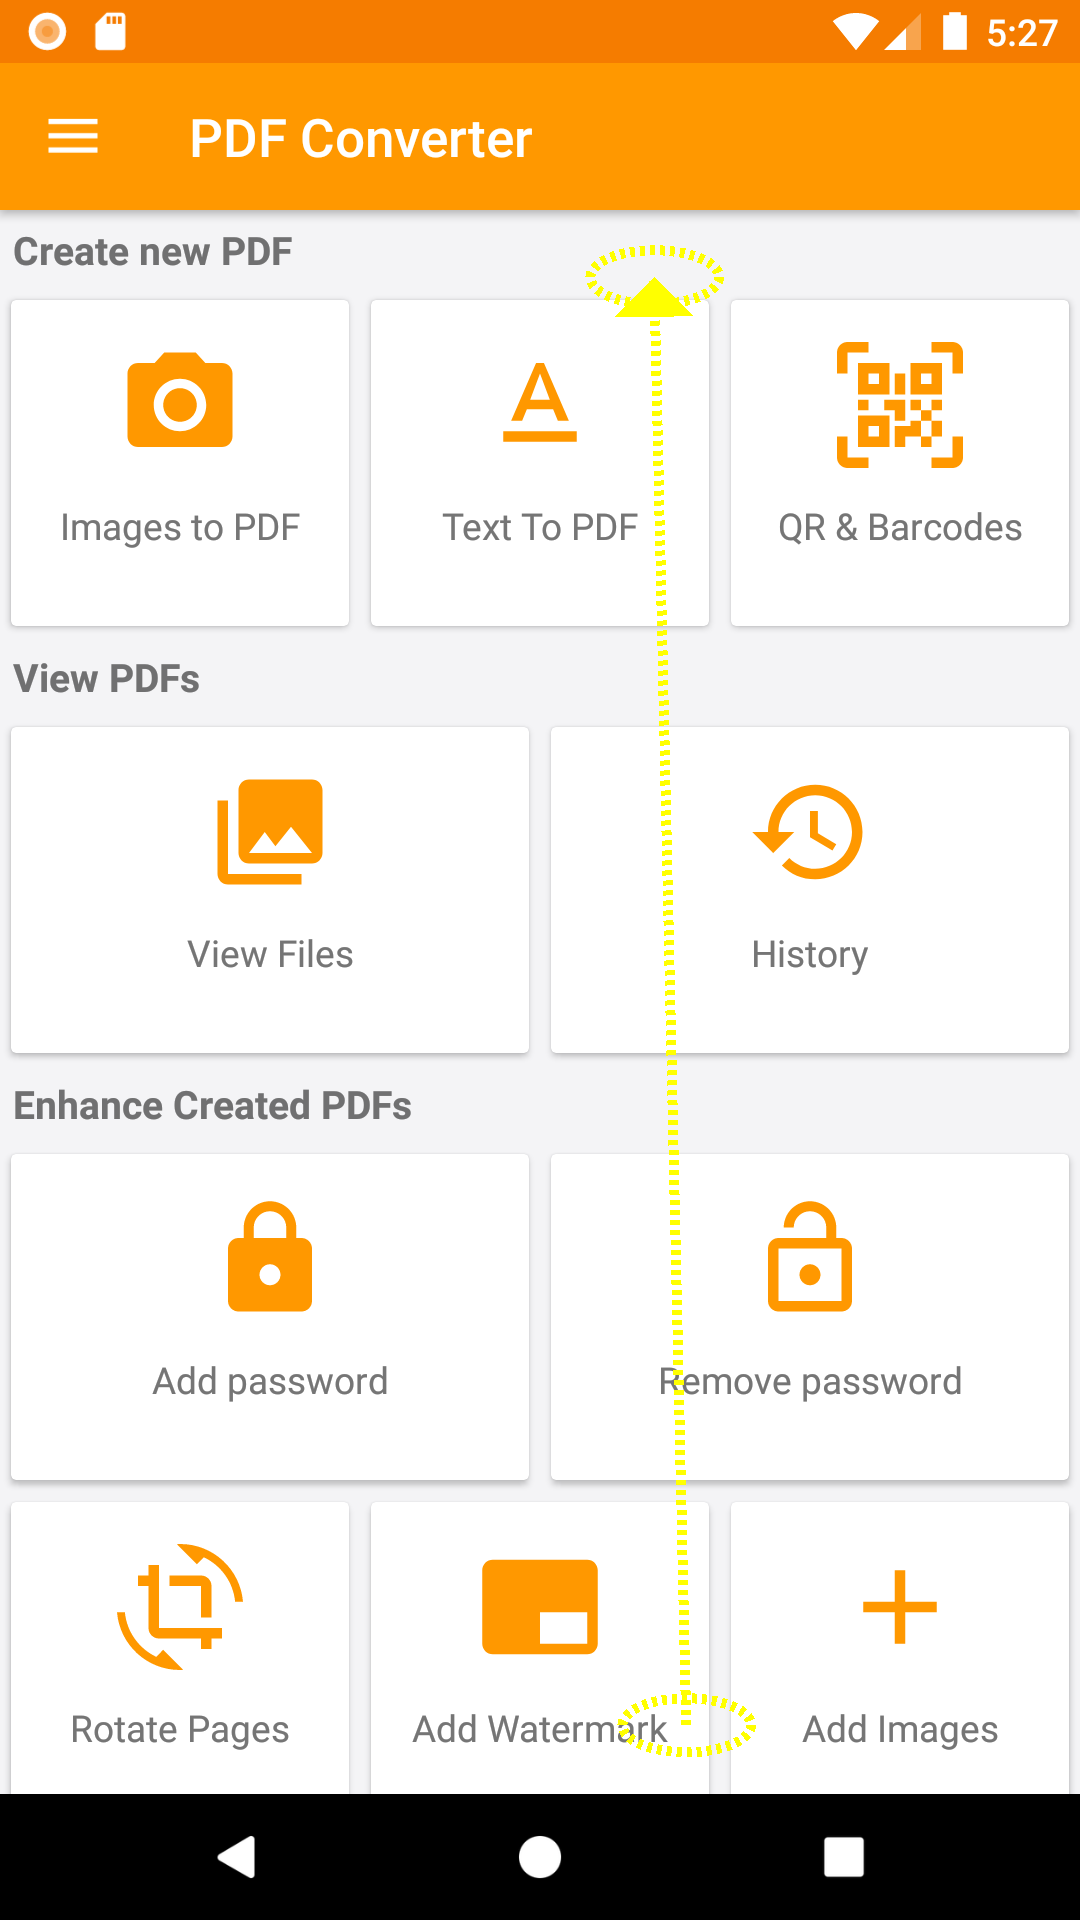 5:27
PDF Converter
Create new PDF
Images to PDF
Text To PDF
QR & Barcodes
View PDFs
View Files
History
Enhance Created PDFs
Add password
Remove password
Rotate Pages
Add Watermark
Add Images